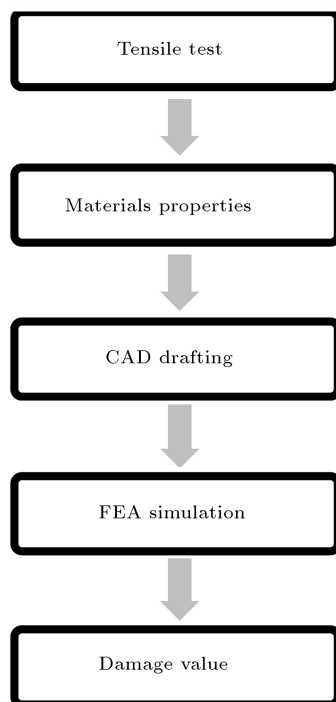 Tensile test
Materials properties
CAD drafting
FEA simulation
Damage value